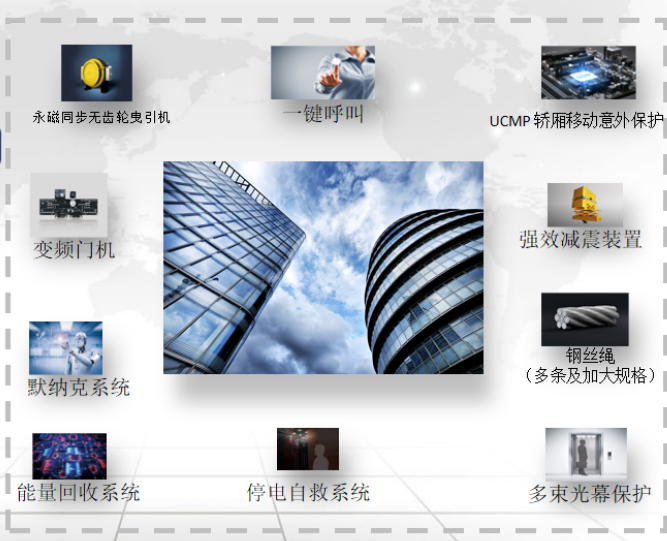 永磁同步无齿轮曳引机
一键呼叫
UCMP 轿厢移动意外保护
变频门机
强效减震装置
默纳克系统
钢丝绳
（多条及加大规格）
能量回收系统
停电自救系统
多束光幕保护